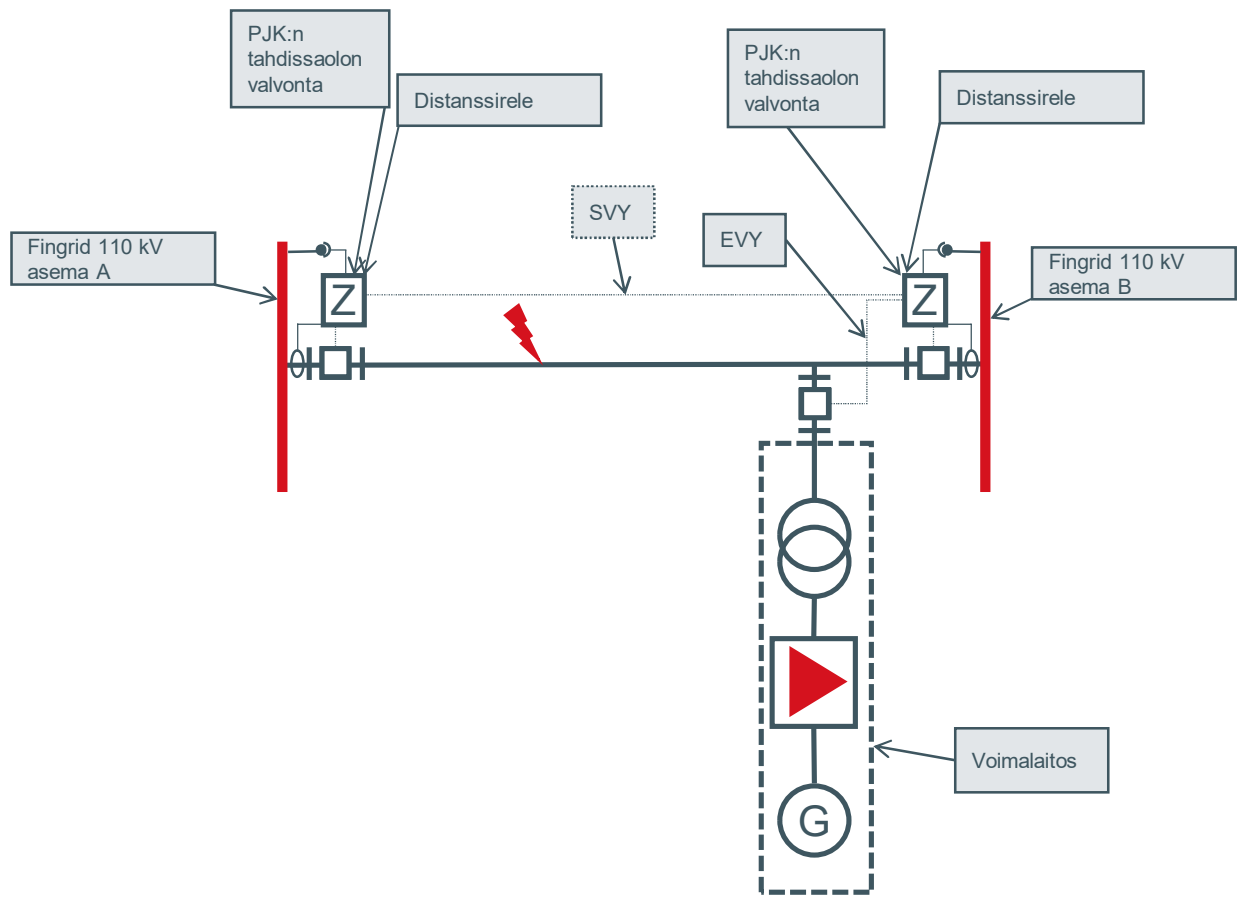 PJK:n
tahdissaolon
valvonta
Distanssirele
PJK:n
tahdissaolon
valvonta
Distanssirele
SVY
EVY
Fingrid 110 kV
asema A
Fingrid 110 kV
asema B
Z
Z
Voimalaitos
G